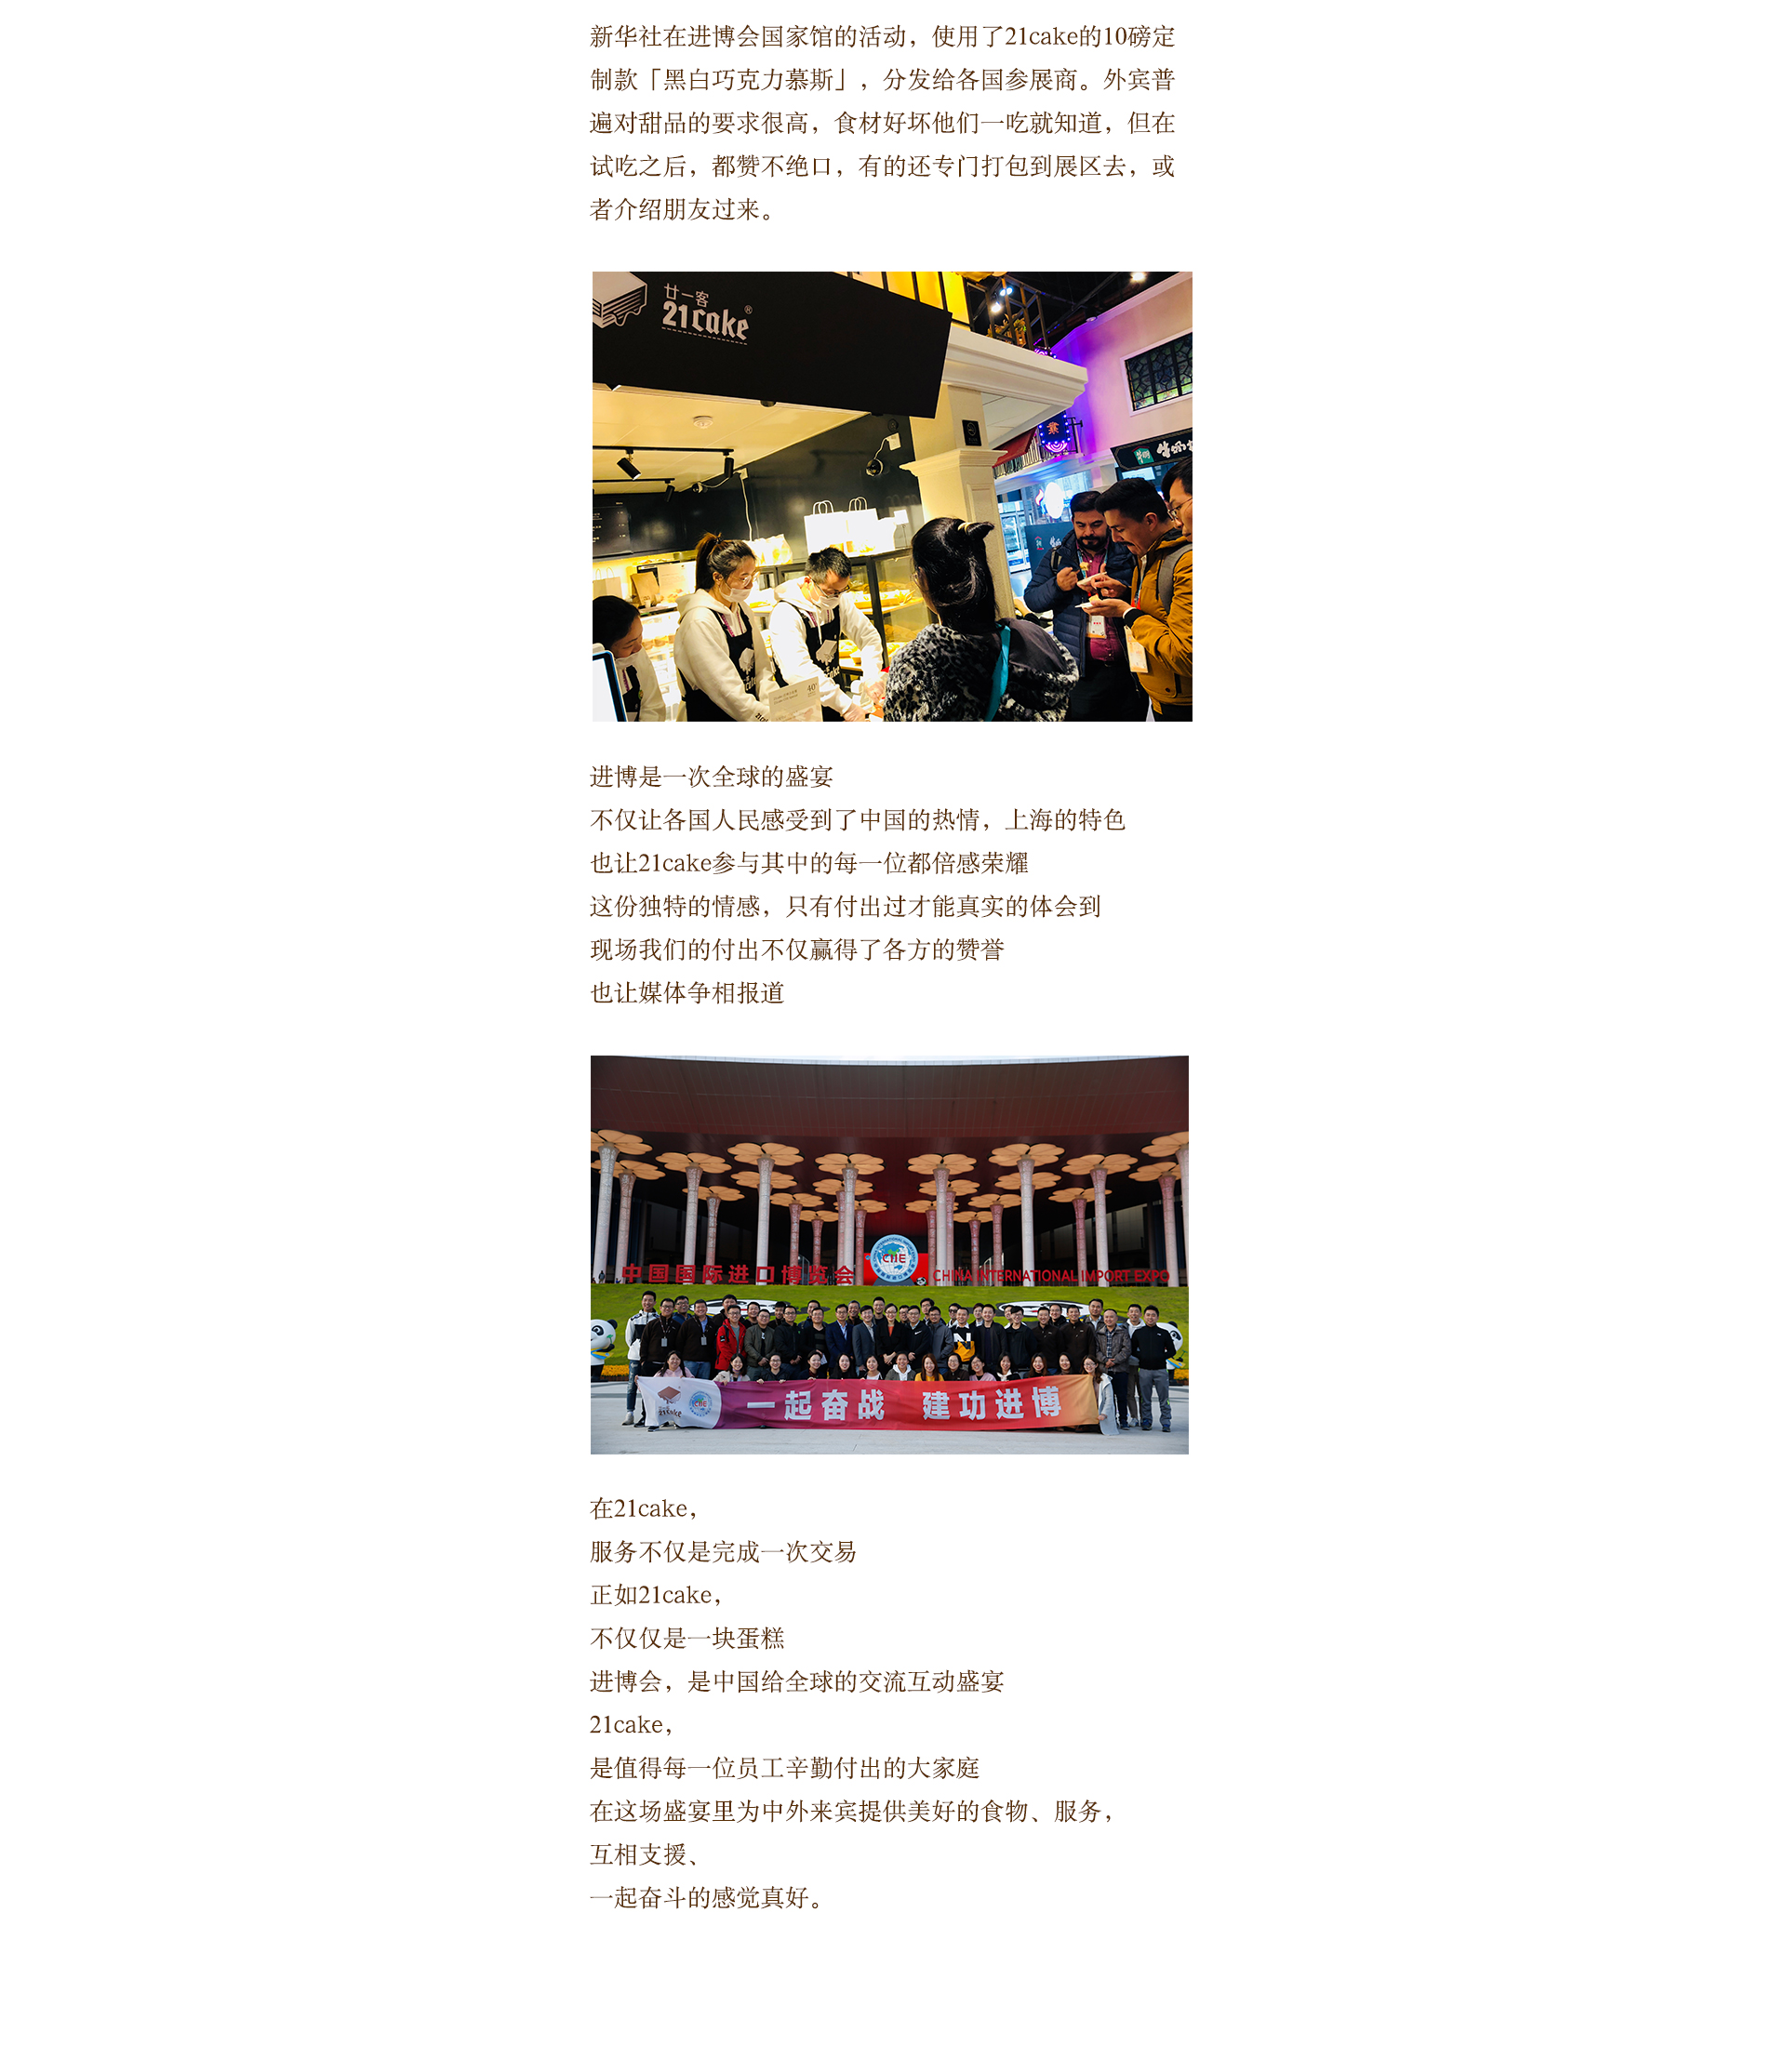 新华社在进博会国家馆的活动，使用了21cake的10磅定
制款「黑白巧克力慕斯」，分发给各国参展商。外宾普
遍对甜品的要求很高，食材好坏他们一吃就知道，但在
试吃之后，都赞不绝口，有的还专门打包到展区去，或
者介绍朋友过来。
廿一客
21cake®
40
进博是一次全球的盛宴
不仅让各国人民感受到了中国的热情，上海的特色
也让21cake参与其中的每一位都倍感荣耀
这份独特的情感，只有付出过才能真实的体会到
现场我们的付出不仅赢得了各方的赞誉
也让媒体争相报道
CIIE
中国国际进口博览会 CHINA INTERNATIONAL IMPORT EXPO
21cake CIIE 一起奋战 建功进博
在21cake，
服务不仅是完成一次交易
正如21cake，
不仅仅是一块蛋糕
进博会，是中国给全球的交流互动盛宴
21cake，
是值得每一位员工辛勤付出的大家庭
在这场盛宴里为中外来宾提供美好的食物、服务，
互相支援、
一起奋斗的感觉真好。